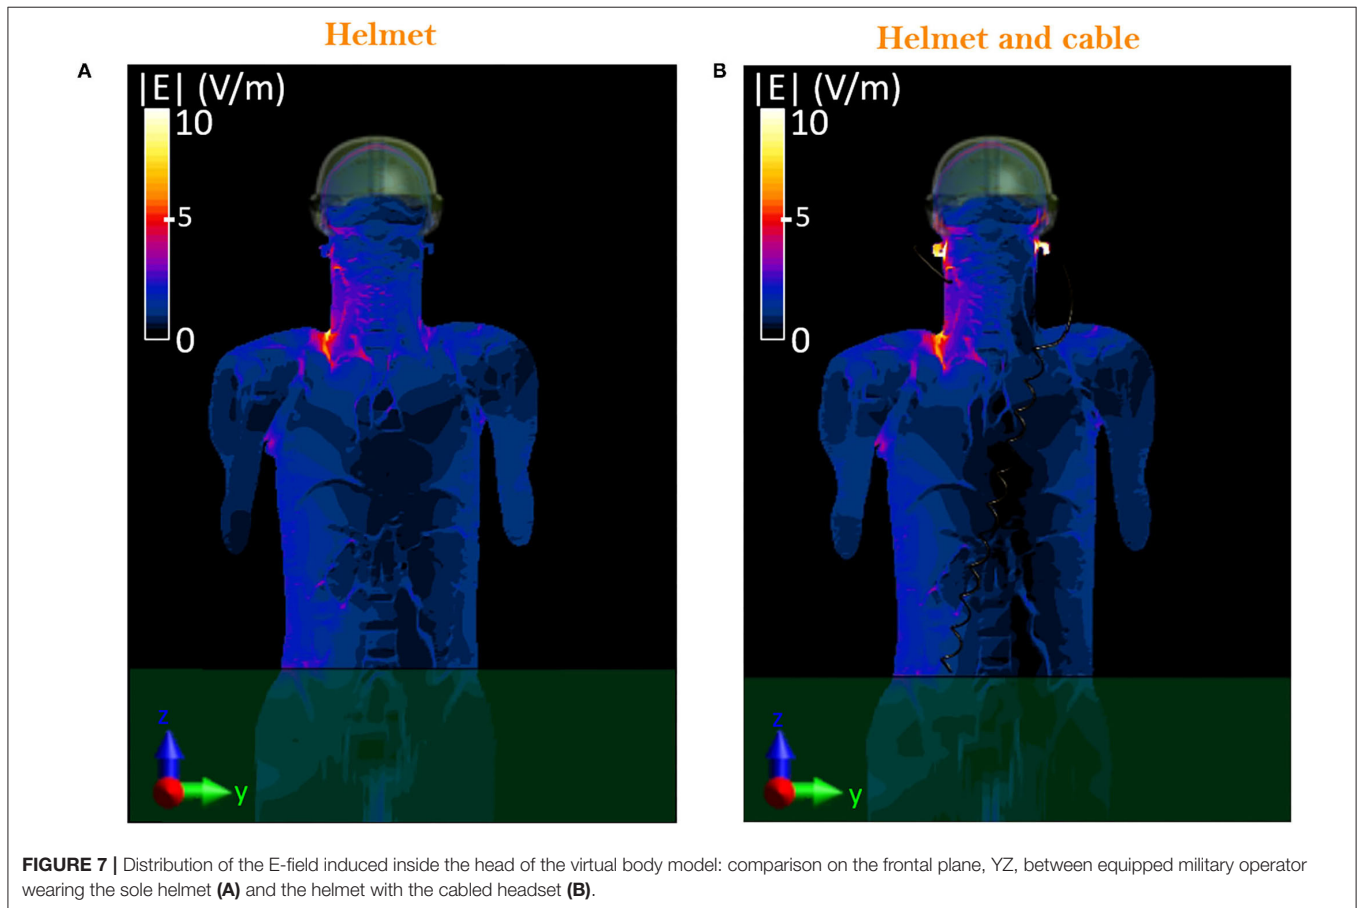 Helmet
Helmet and cable
A
|E| (V/m)
10
5
0
z
y
B
|E| (V/m)
10
5
0
z
y
FIGURE 7 | Distribution of the E-field induced inside the head of the virtual body model: comparison on the frontal plane, YZ, between equipped military operator
wearing the sole helmet (A) and the helmet with the cabled headset (B).